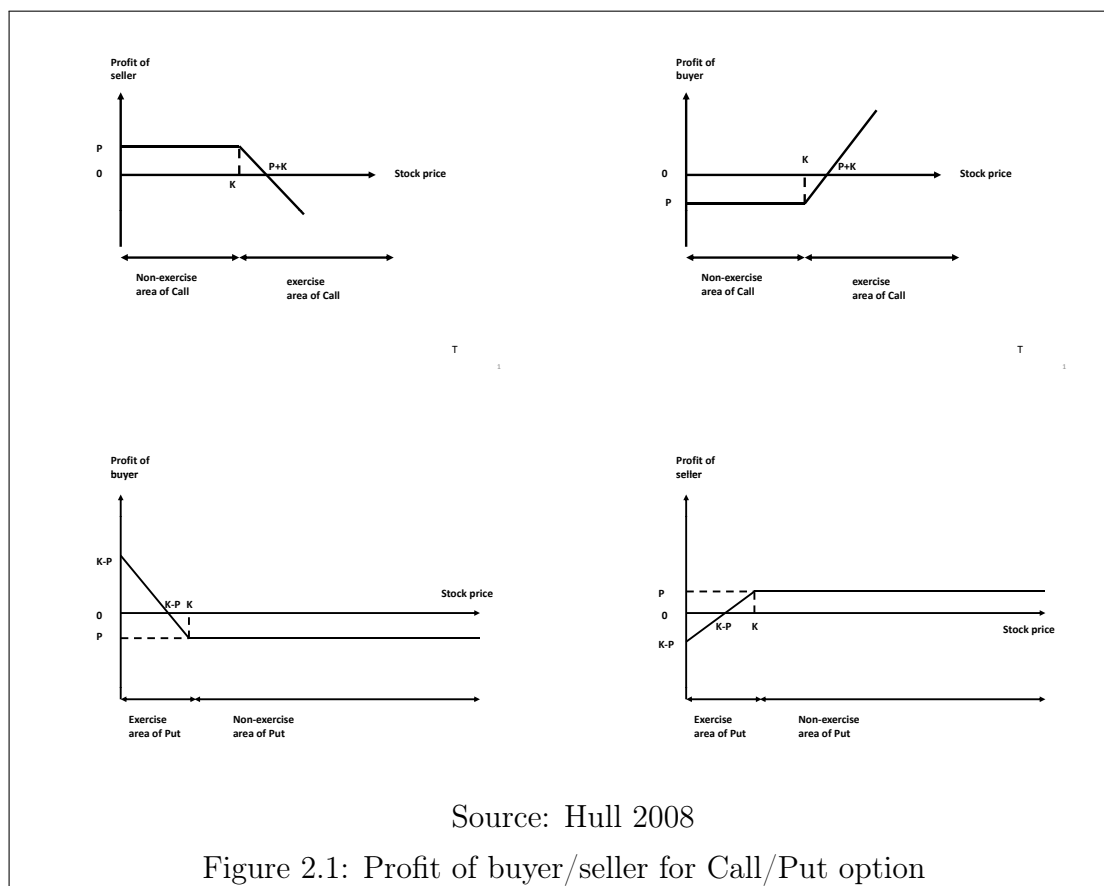 Profit of
seller
P
0
K
P+K
Stock price
Non-exercise
area of Call
exercise
area of Call
T
1
Profit of
buyer
K
0
P+K
Stock price
P
Non-exercise
area of Call
exercise
area of Call
T
1
Profit of
buyer
K-P
K-P K
Stock price
0
P
Exercise
area of Put
Non-exercise
area of Put
Profit of
seller
P
0
K-P
K
Stock price
K-P
Exercise
area of Put
Non-exercise
area of Put
Source: Hull 2008
Figure 2.1: Profit of buyer/seller for Call/Put option